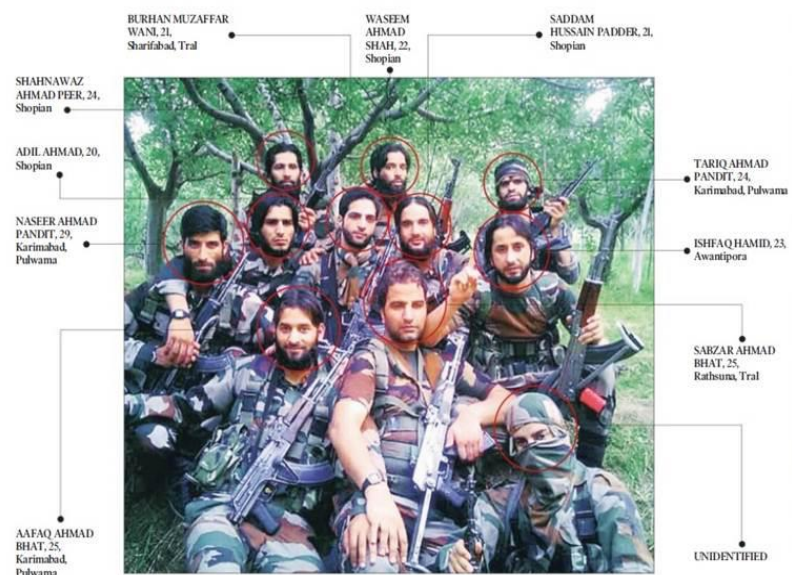 BURHAN MUZAFFAR
WANI, 21,
Sharifabad, Tral
WASEEM
AHMAD
SHAH, 22,
Shopian
SADDAM
HUSSAIN PADDER, 21,
Shopian
SHAHNAWAZ
AHMAD PEER, 24,
Shopian
ADIL AHMAD, 20,
Shopian
NASEER AHMAD
PANDIT, 29,
Karimabad,
Pulwama
TARIQ AHMAD
PANDIT, 24,
Karimabad, Pulwama
ISHFAQ HAMID, 23,
Awantipora
SABZAR AHMAD
BHAT, 25,
Rathsuna, Tral
AAFAQ AHMAD
BHAT, 25,
Karimabad,
Pulwama
UNIDENTIFIED